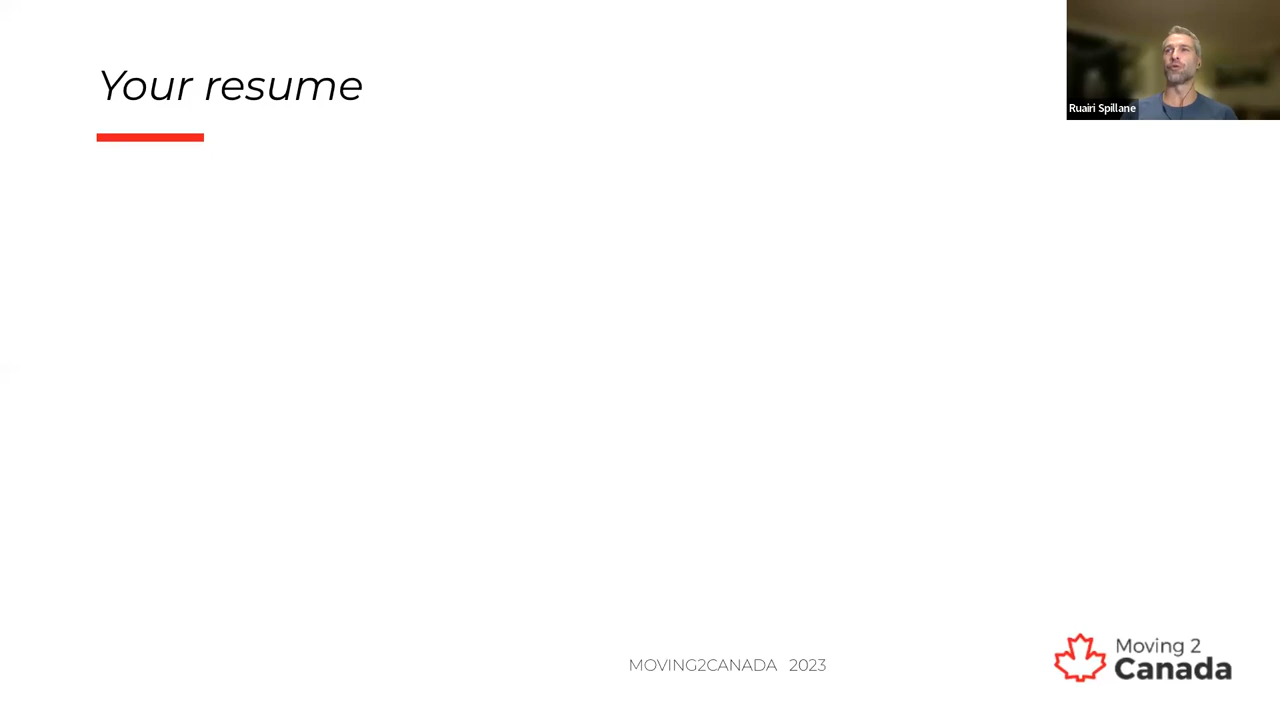 Your resume
Ruairi Spillane
MOVING2CANADA 2023
Moving 2
Canada